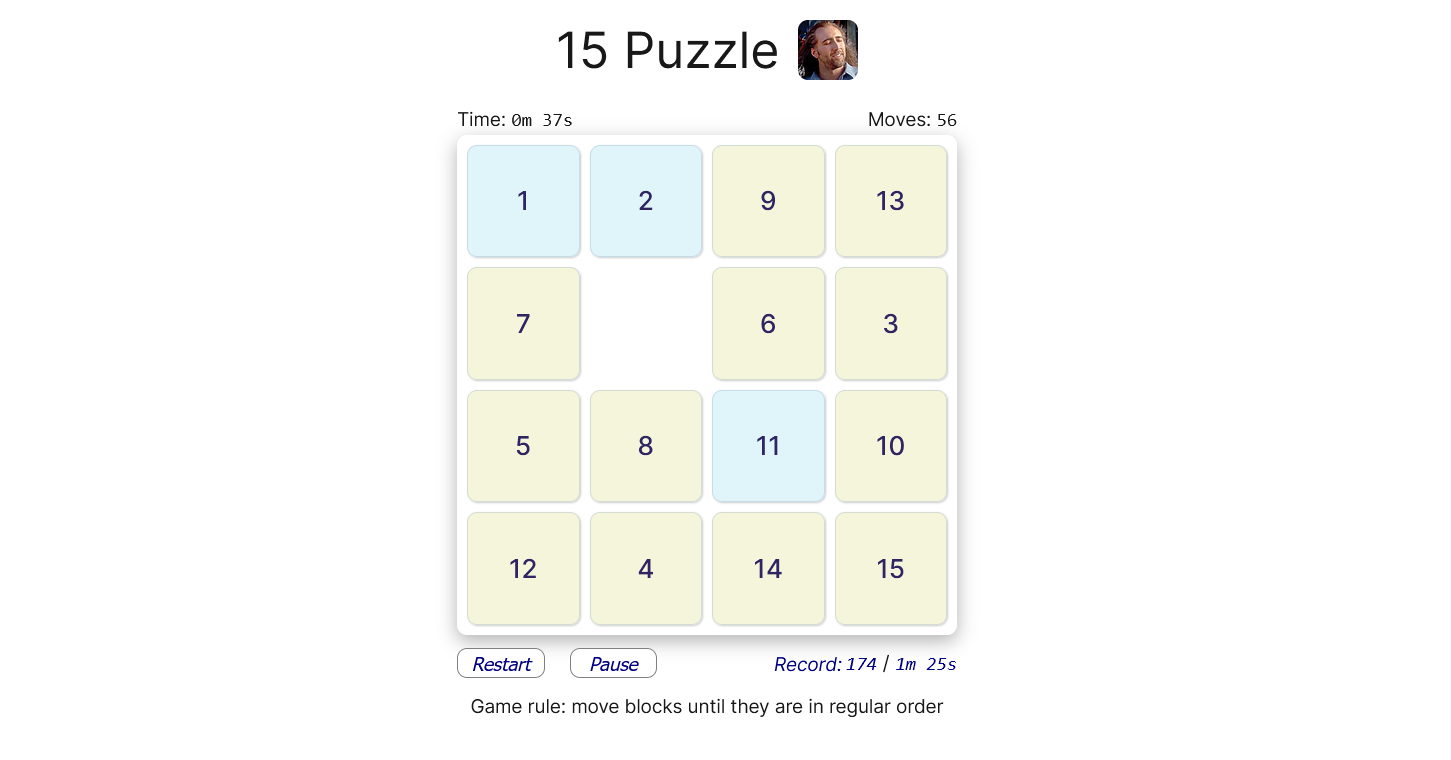 15 Puzzle
Time: 0m 37s Moves: 56
1 2 9 13
7 6 3
5 8 11 10
12 4 14 15
Restart Pause Record: 174 / 1m 25s
Game rule: move blocks until they are in regular order